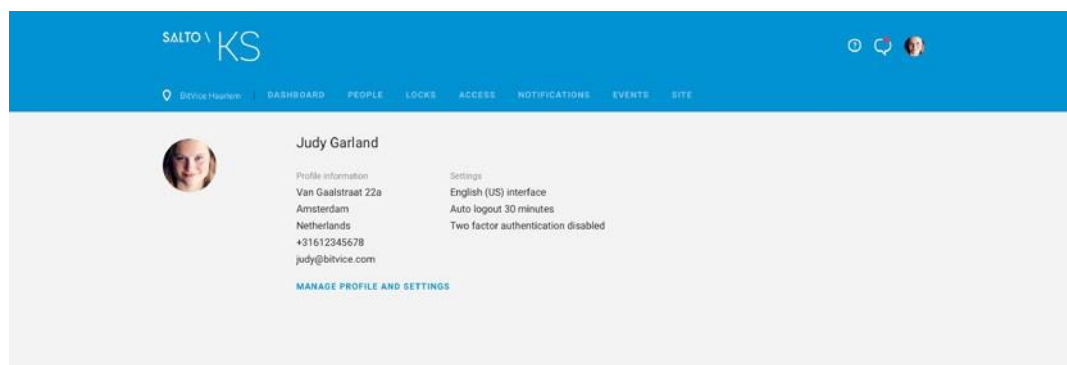 SALTO \ KS
BitVice Haarlem
DASHBOARD PEOPLE LOCKS ACCESS NOTIFICATIONS EVENTS SITE
Judy Garland
Profile information
Van Gaalstraat 22a
Amsterdam
Netherlands
+31612345678
judy@bitvice.com
Settings
English (US) interface
Auto logout 30 minutes
Two factor authentication disabled
MANAGE PROFILE AND SETTINGS